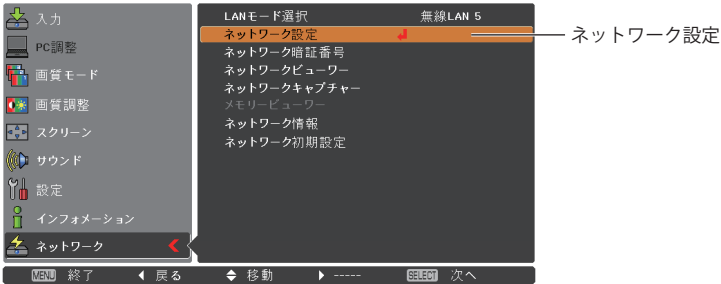 入力
PC調整
画質モード
画質調整
スクリーン
サウンド
設定
インフォメーション
ネットワーク
LANモード選択 無線LAN 5
ネットワーク設定
ネットワーク暗証番号
ネットワークビューワー
ネットワークキャプチャー
メモリービューワー
ネットワーク情報
ネットワーク初期設定
ネットワーク設定
MENU 終了 戻る 移動 ----- SELECT 次へ